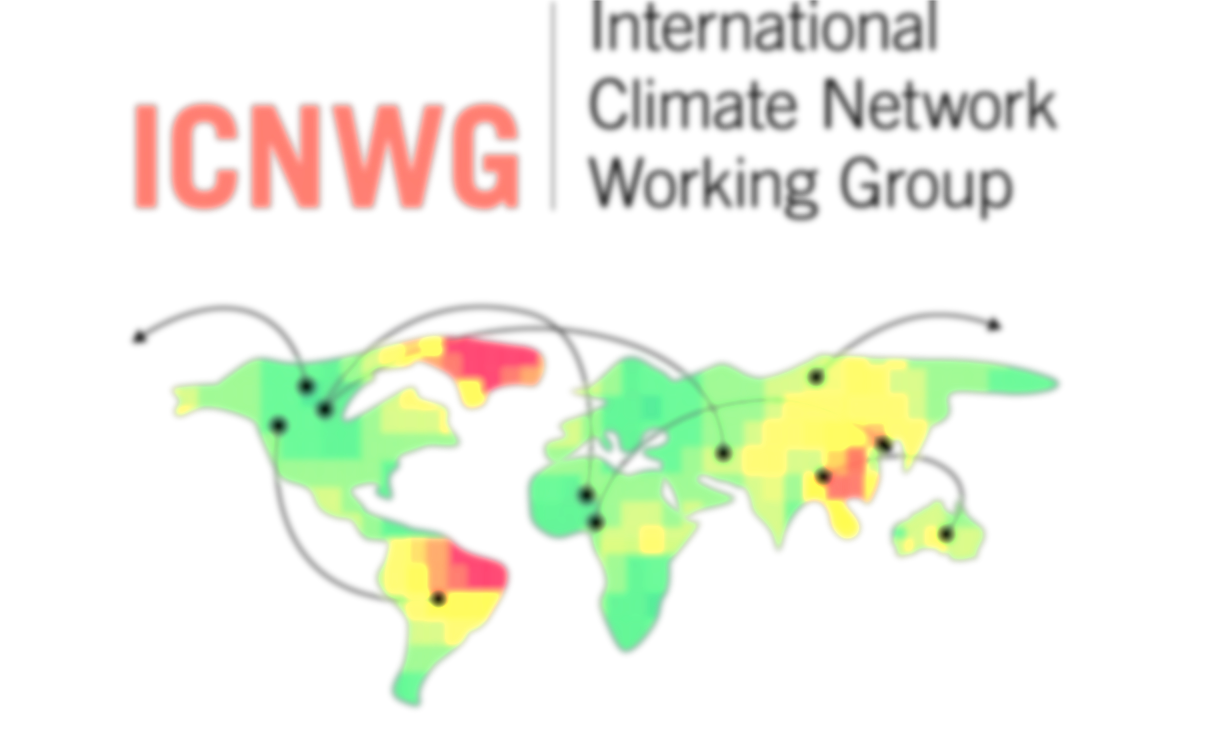 International
Climate Network
Working Group
ICNWG